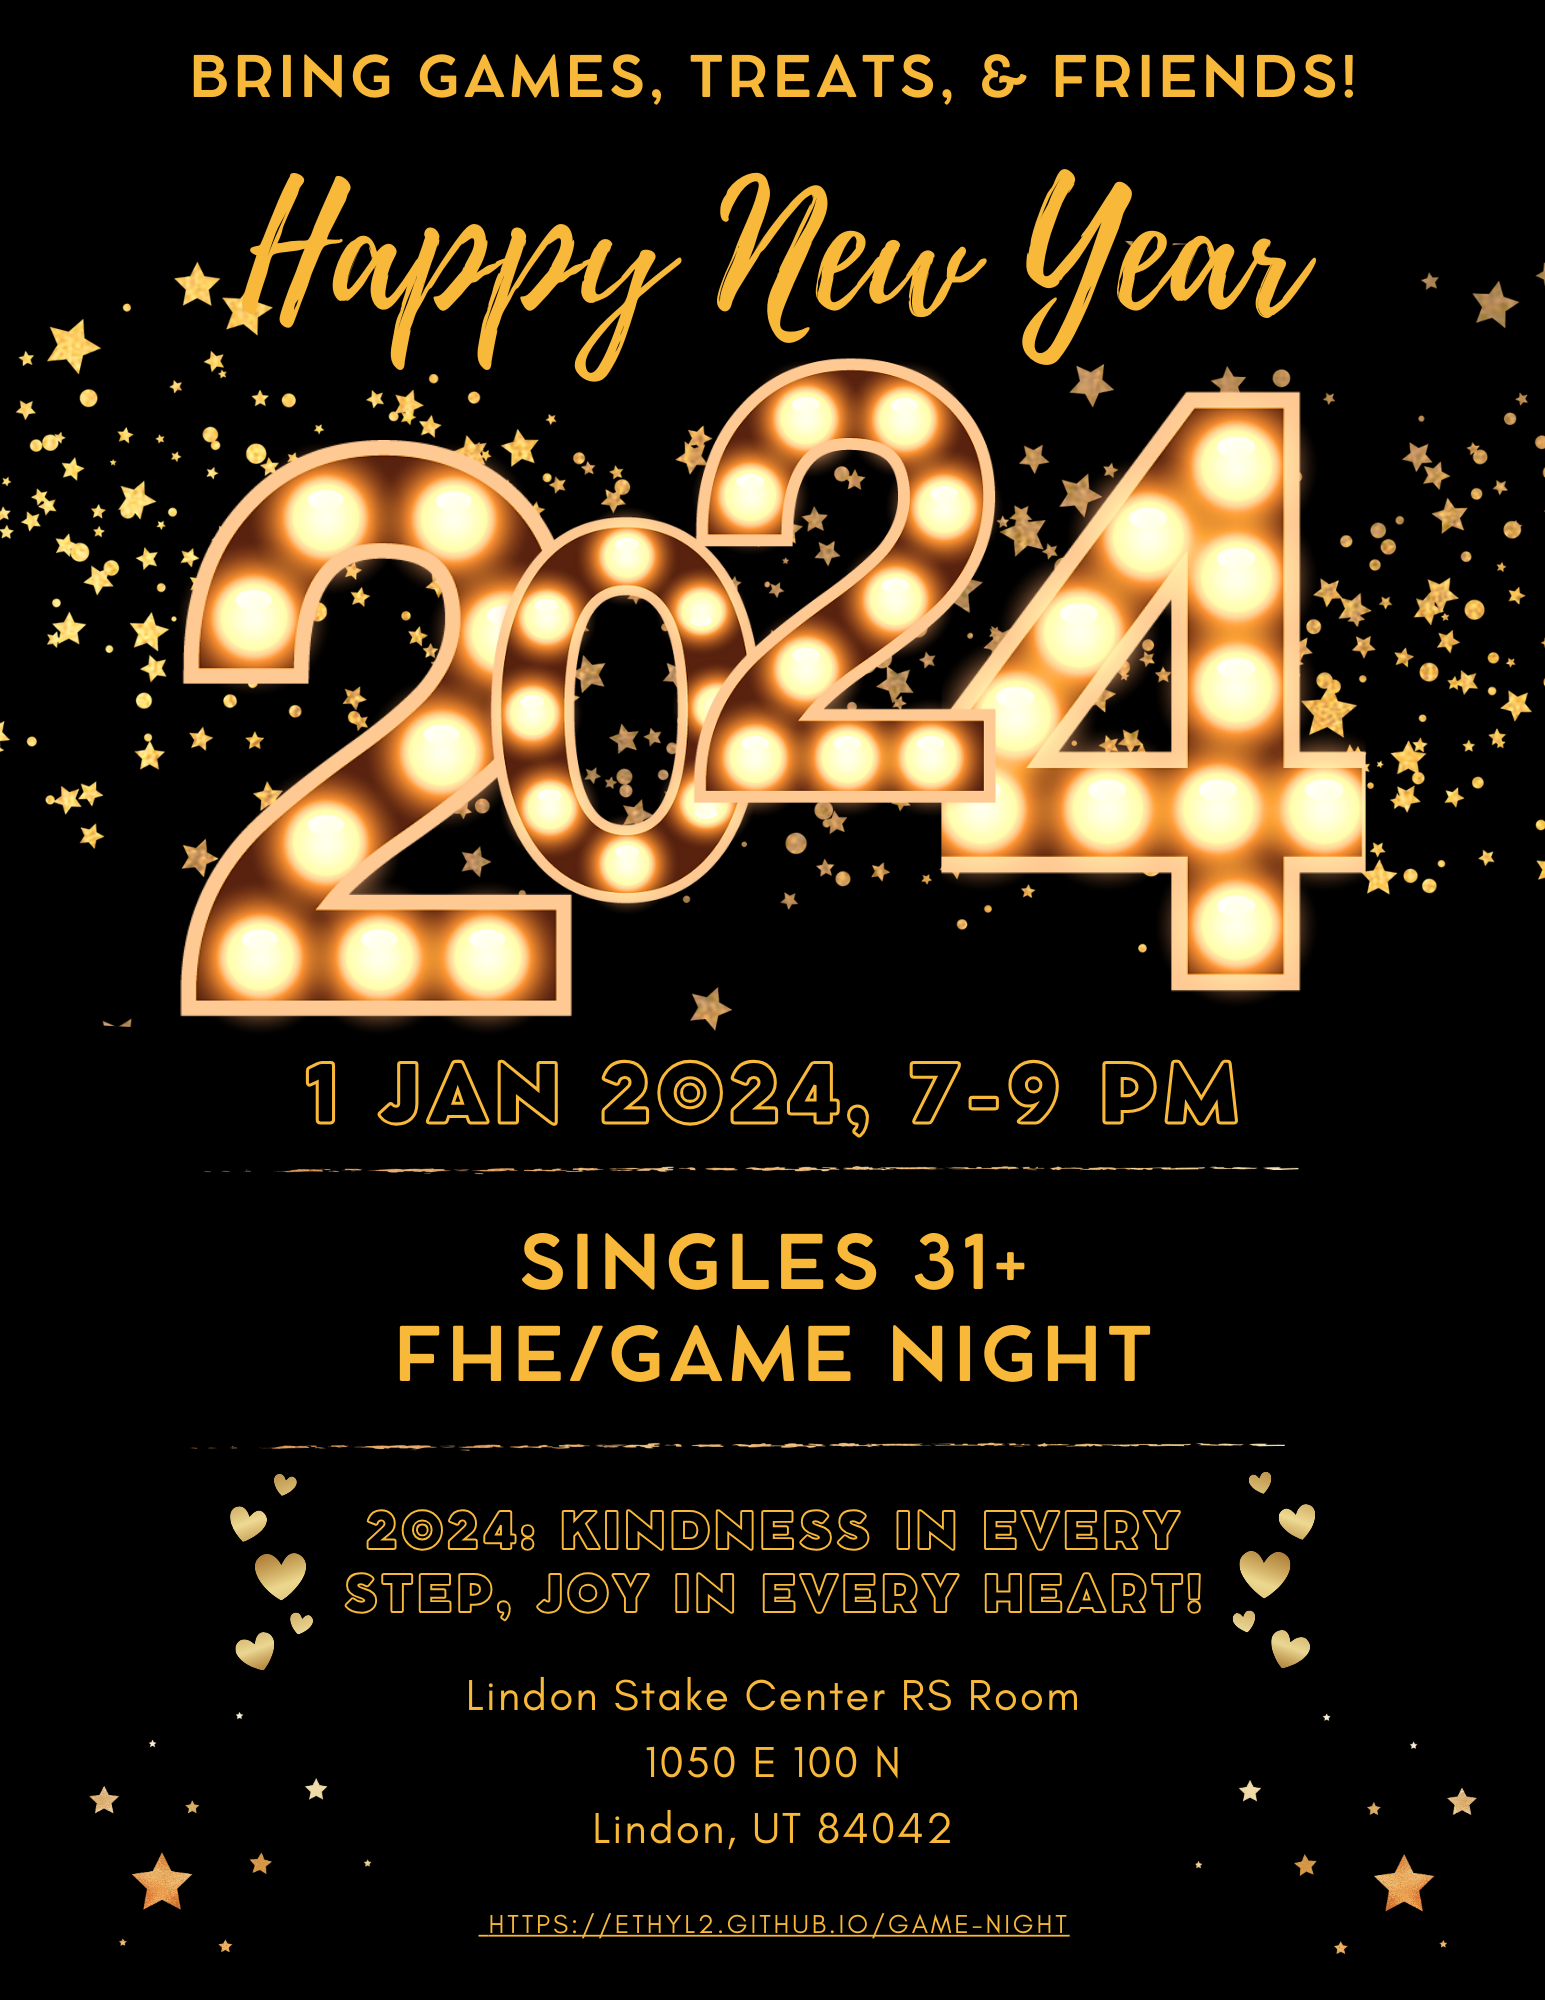 BRING GAMES, TREATS, & FRIENDS!
Happy New Year
2024
1 JAN 2024, 7-9 PM
SINGLES 31+
FHE/GAME NIGHT
2024: KINDNESS IN EVERY
STEP, JOY IN EVERY HEART!
Lindon Stake Center RS Room
1050 E 100 N
Lindon, UT 84042
HTTPS://ETHYL2.GITHUB.IO/GAME-NIGHT